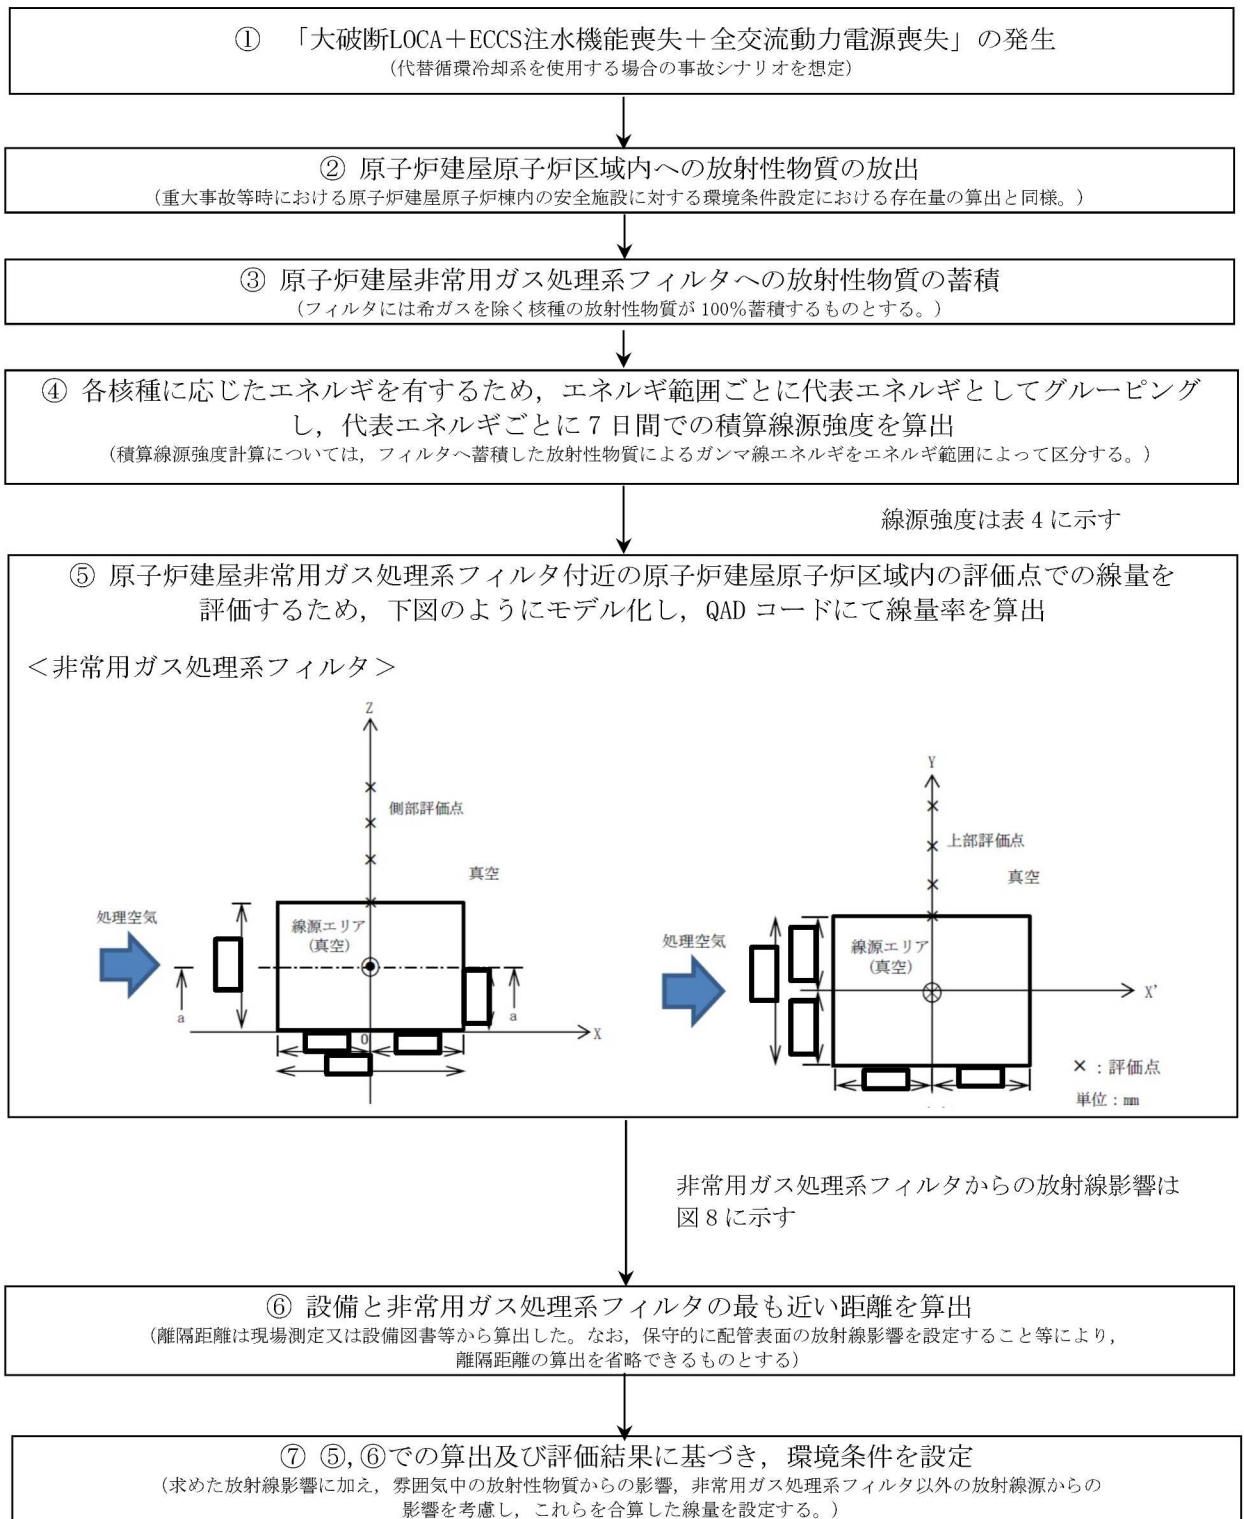 ① 「大破断LOCA＋ECCS注水機能喪失＋全交流動力電源喪失」の発生
（代替循環冷却系を使用する場合の事故シナリオを想定）
② 原子炉建屋原子炉区域内への放射性物質の放出
（重大事故等時における原子炉建屋原子炉棟内の安全施設に対する環境条件設定における存在量の算出と同様。）
③ 原子炉建屋非常用ガス処理系フィルタへの放射性物質の蓄積
（フィルタには希ガスを除く核種の放射性物質が 100％蓄積するものとする。）
④ 各核種に応じたエネルギを有するため，エネルギ範囲ごとに代表エネルギとしてグルーピング
し，代表エネルギごとに 7 日間での積算線源強度を算出
（積算線源強度計算については，フィルタへ蓄積した放射性物質によるガンマ線エネルギをエネルギ範囲によって区分する。）
線源強度は表 4 に示す
⑤ 原子炉建屋非常用ガス処理系フィルタ付近の原子炉建屋原子炉区域内の評価点での線量を
評価するため，下図のようにモデル化し，QAD コードにて線量率を算出
＜非常用ガス処理系フィルタ＞
Z
側部評価点
真空
処理空気
線源エリア
(真空)
a
a
0
X
Y
上部評価点
真空
処理空気
線源エリア
(真空)
X'
×：評価点
単位：㎜
非常用ガス処理系フィルタからの放射線影響は
図 8 に示す
⑥ 設備と非常用ガス処理系フィルタの最も近い距離を算出
（離隔距離は現場測定又は設備図書等から算出した。なお，保守的に配管表面の放射線影響を設定すること等により，
離隔距離の算出を省略できるものとする）
⑦ ⑤,⑥での算出及び評価結果に基づき，環境条件を設定
（求めた放射線影響に加え，雰囲気中の放射性物質からの影響，非常用ガス処理系フィルタ以外の放射線源からの
影響を考慮し，これらを合算した線量を設定する。）